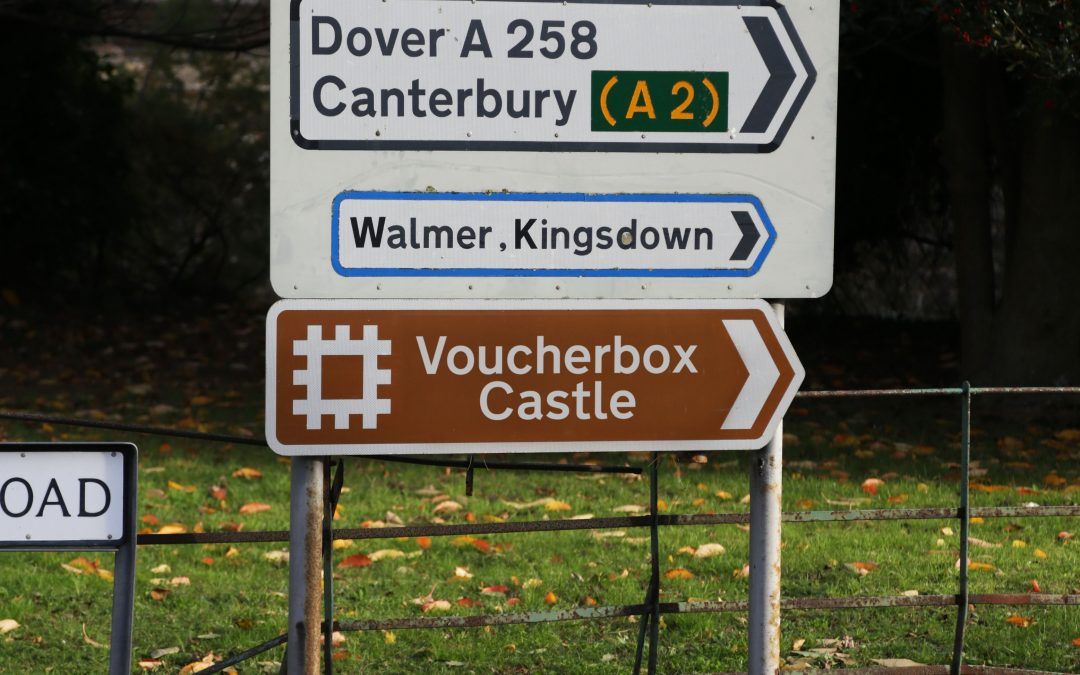 Dover A 258
Canterbury (A 2)
Walmer, Kingsdown
Voucherbox
Castle
OAD